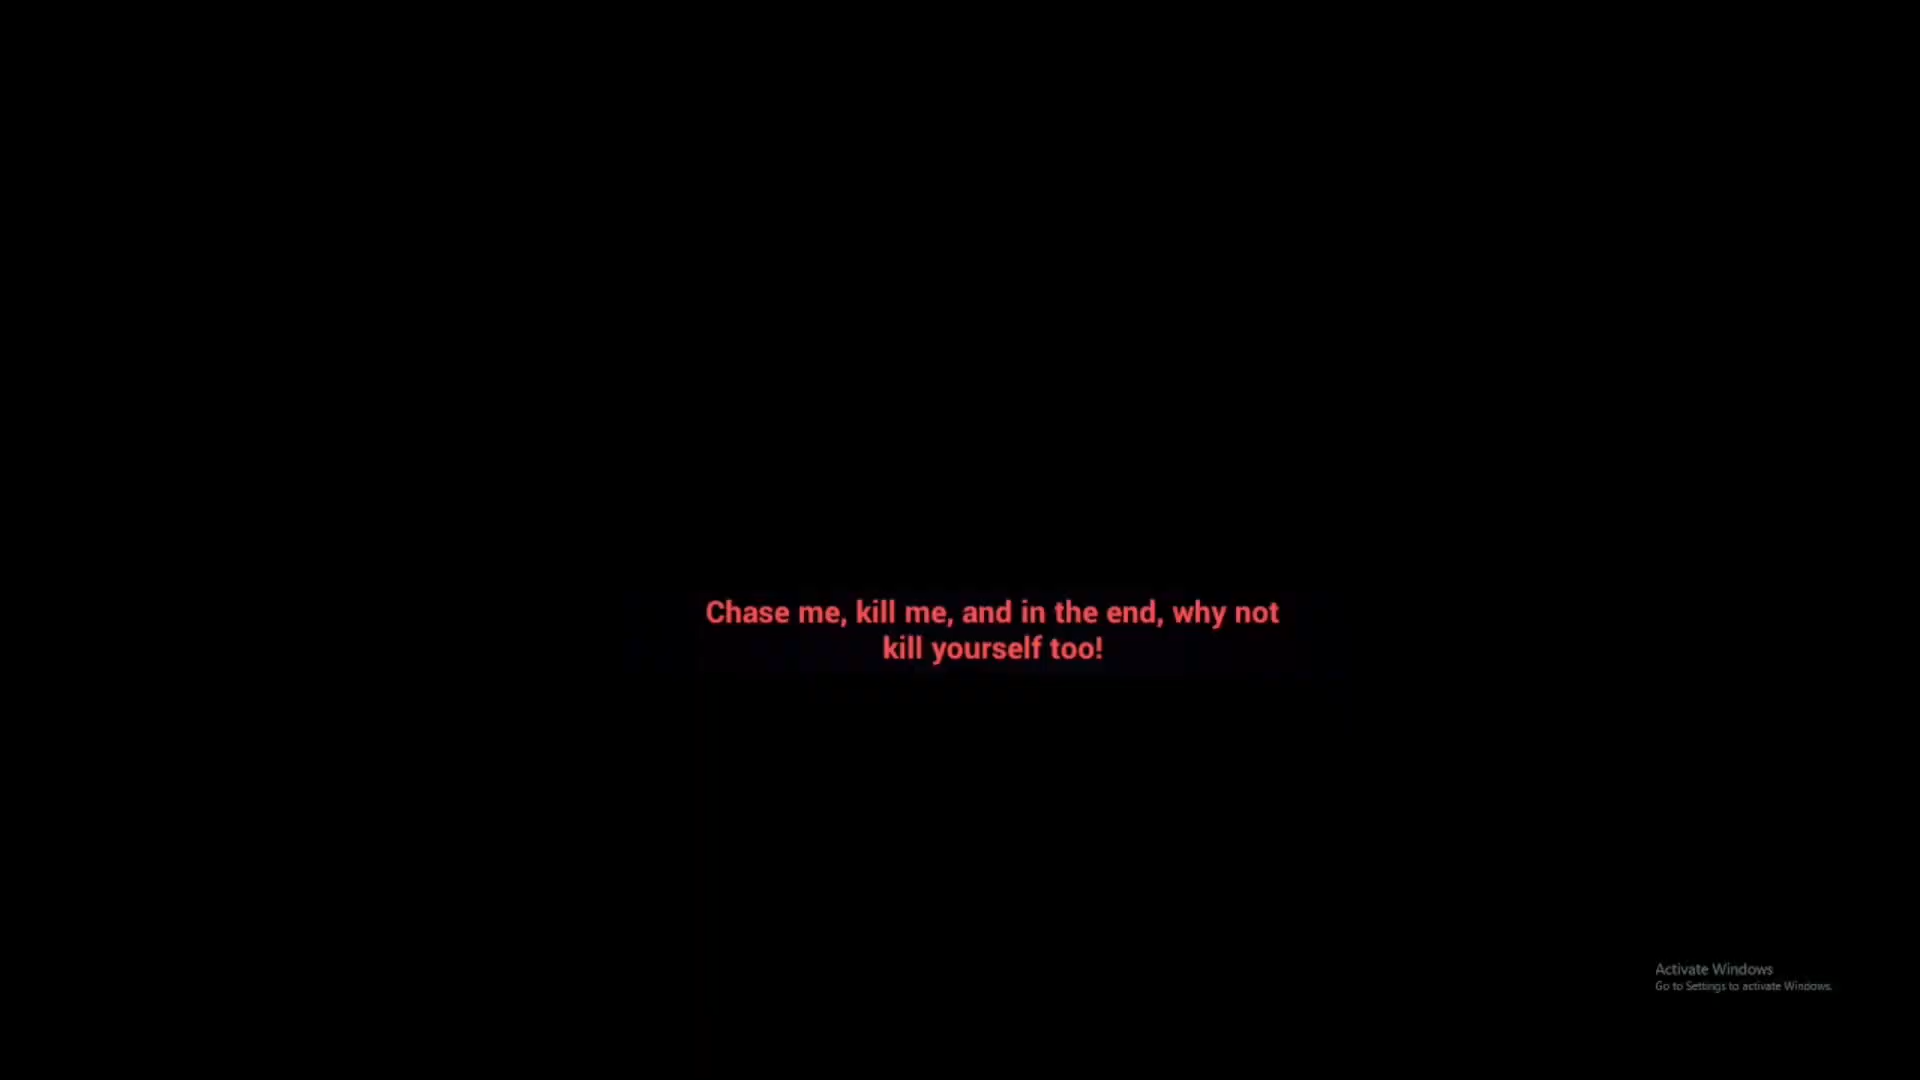 Chase me, kill me, and in the end, why not
kill yourself too!
Activate Windows
Go to Settings to activate Windows.